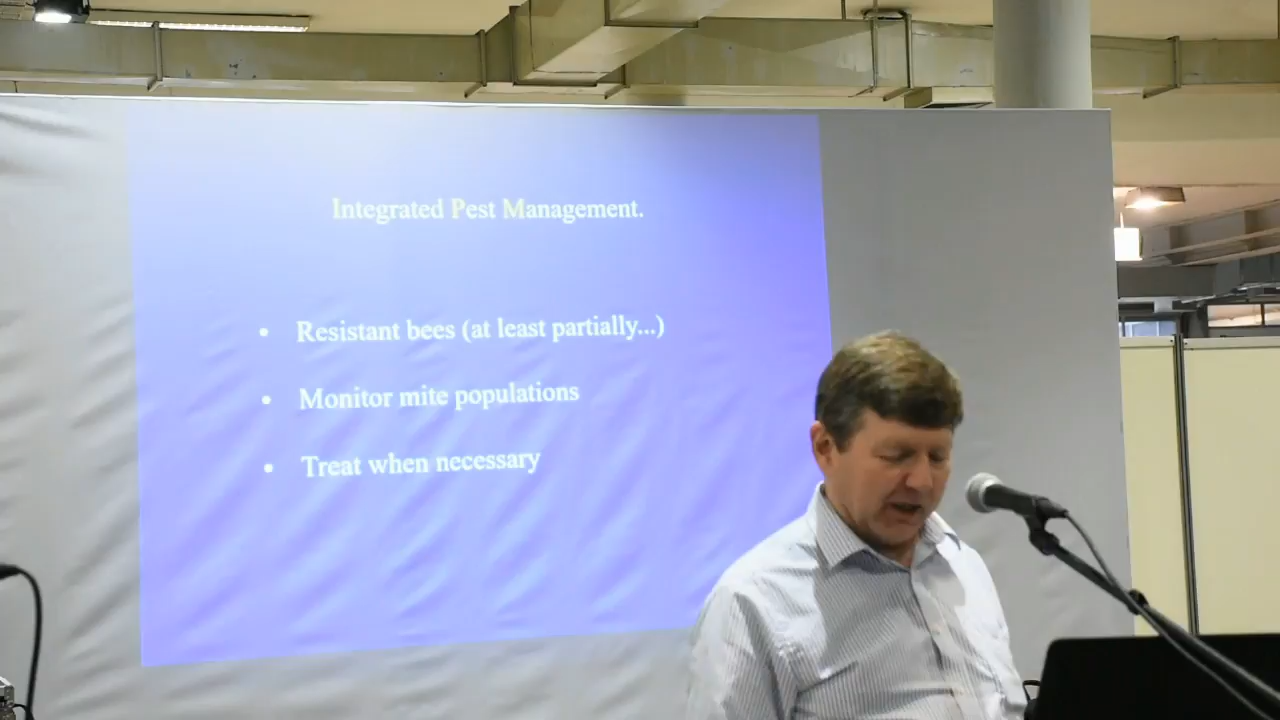 Integrated Pest Management.
• Resistant bees (at least partially...)
• Monitor mite populations
• Treat when necessary